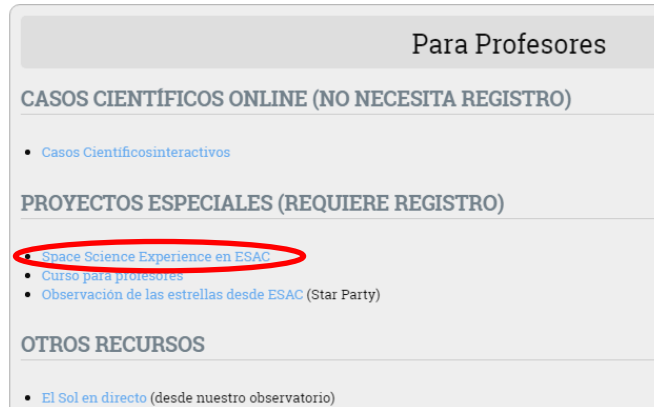 Para Profesores
CASOS CIENTÍFICOS ONLINE (NO NECESITA REGISTRO)
Casos Científicosinteractivos
PROYECTOS ESPECIALES (REQUIERE REGISTRO)
Space Science Experience en ESAC
Curso para profesores
Observación de las estrellas desde ESAC (Star Party)
OTROS RECURSOS
El Sol en directo (desde nuestro observatorio)